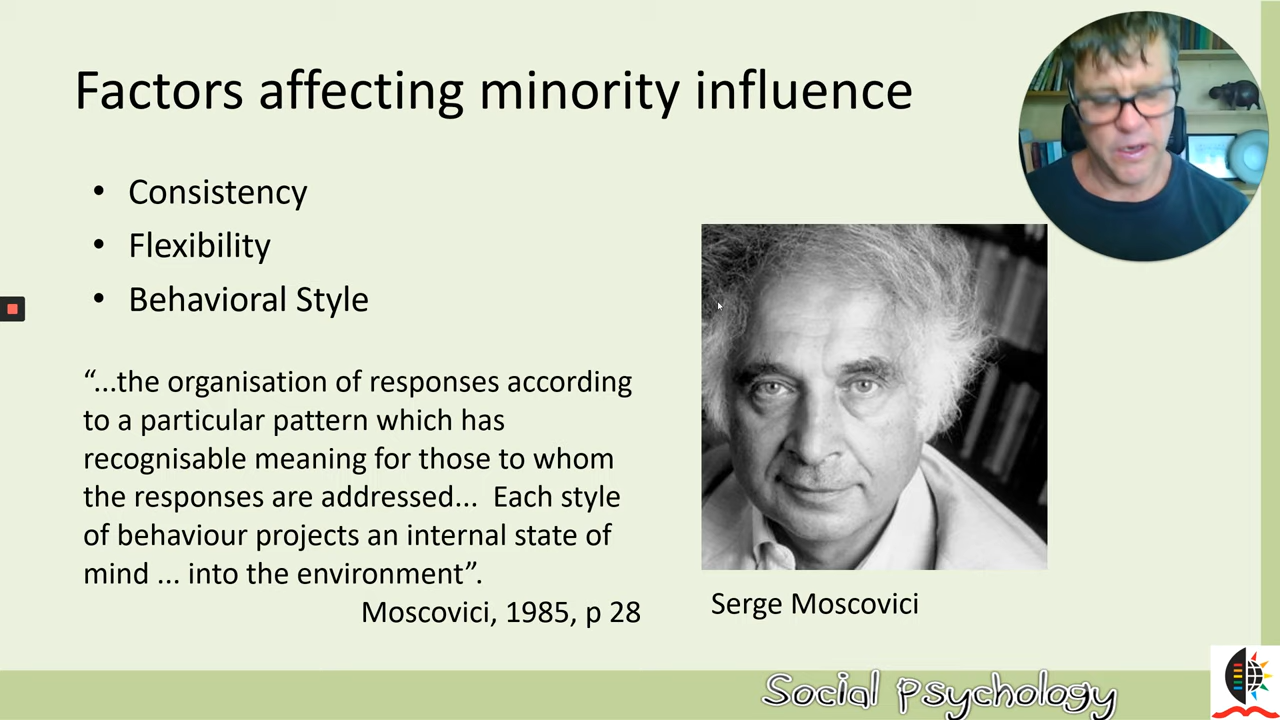 Factors affecting minority influence
• Consistency
• Flexibility
• Behavioral Style
“...the organisation of responses according
to a particular pattern which has
recognisable meaning for those to whom
the responses are addressed...  Each style
of behaviour projects an internal state of
mind ... into the environment”.
Moscovici, 1985, p 28
Serge Moscovici
Social Psychology